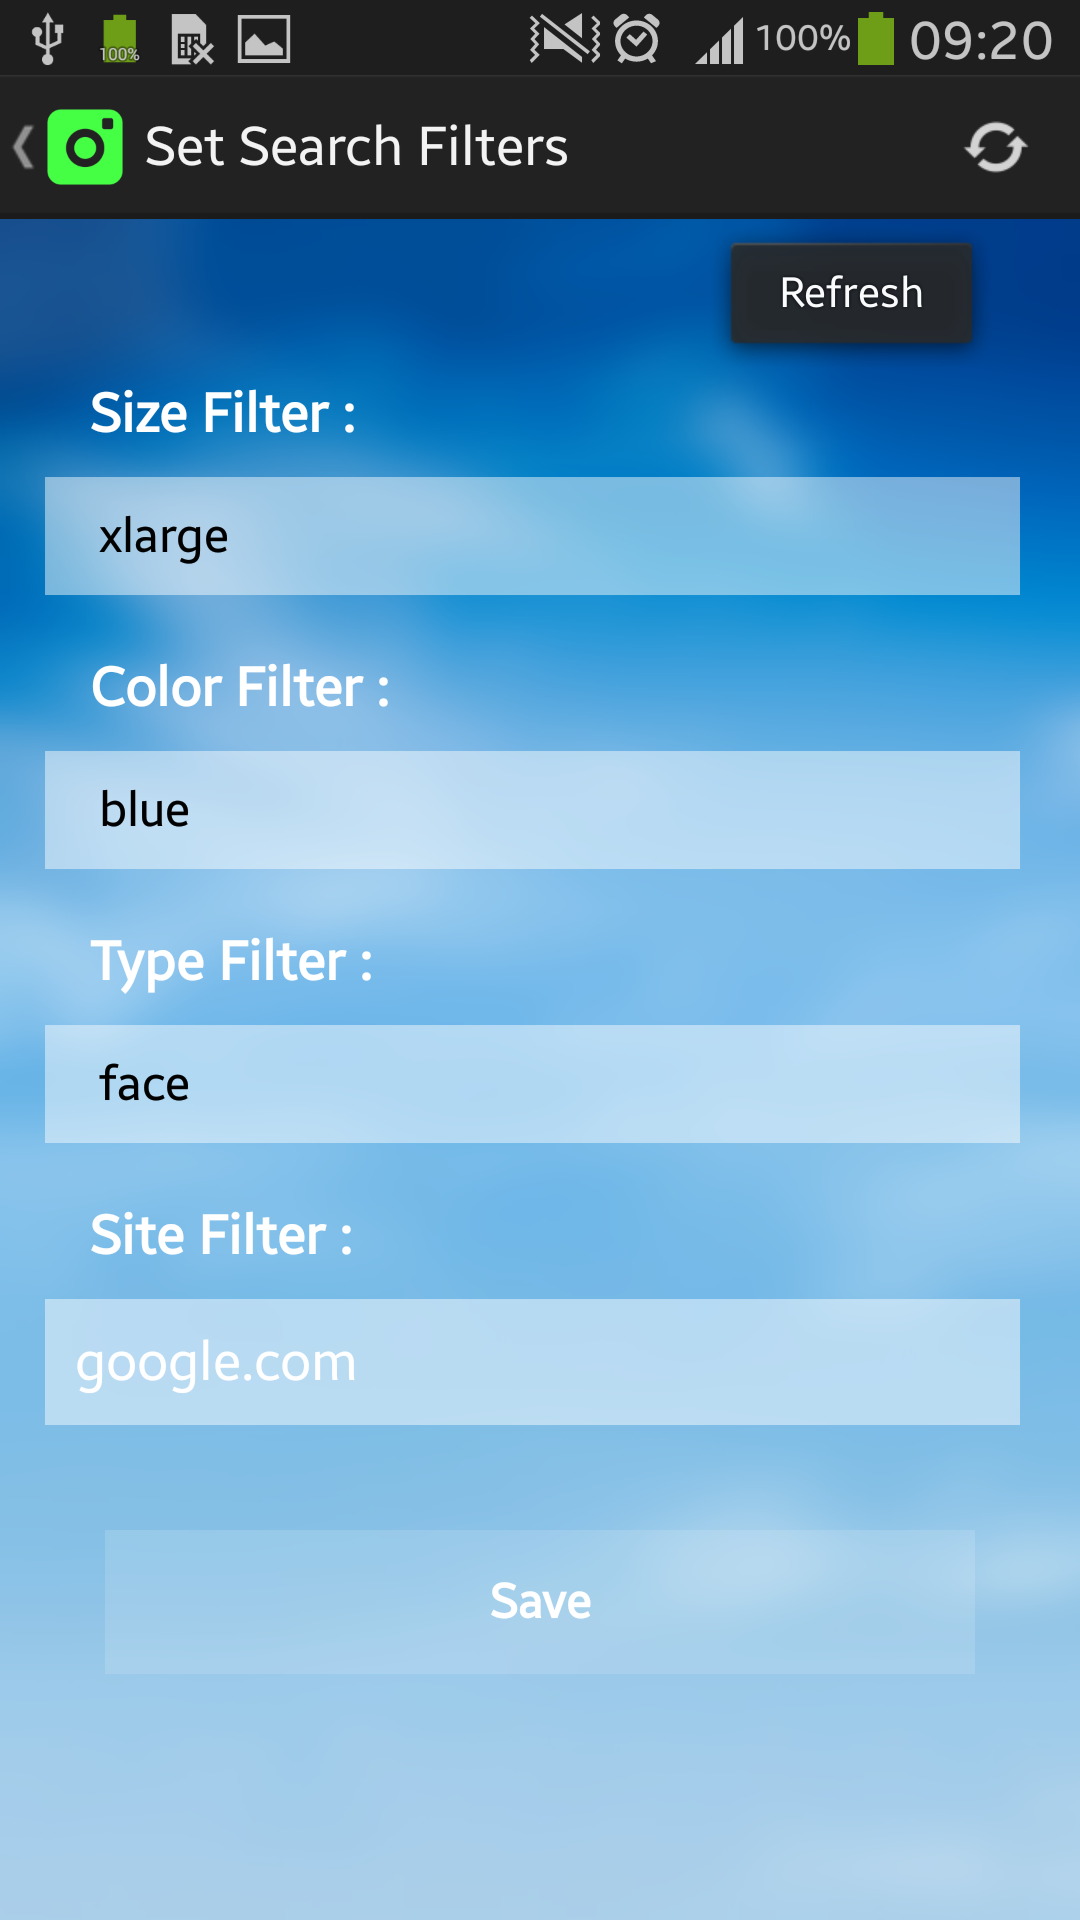 100% 100% 09:20
Set Search Filters
Refresh
Size Filter :
xlarge
Color Filter :
blue
Type Filter :
face
Site Filter :
google.com
Save